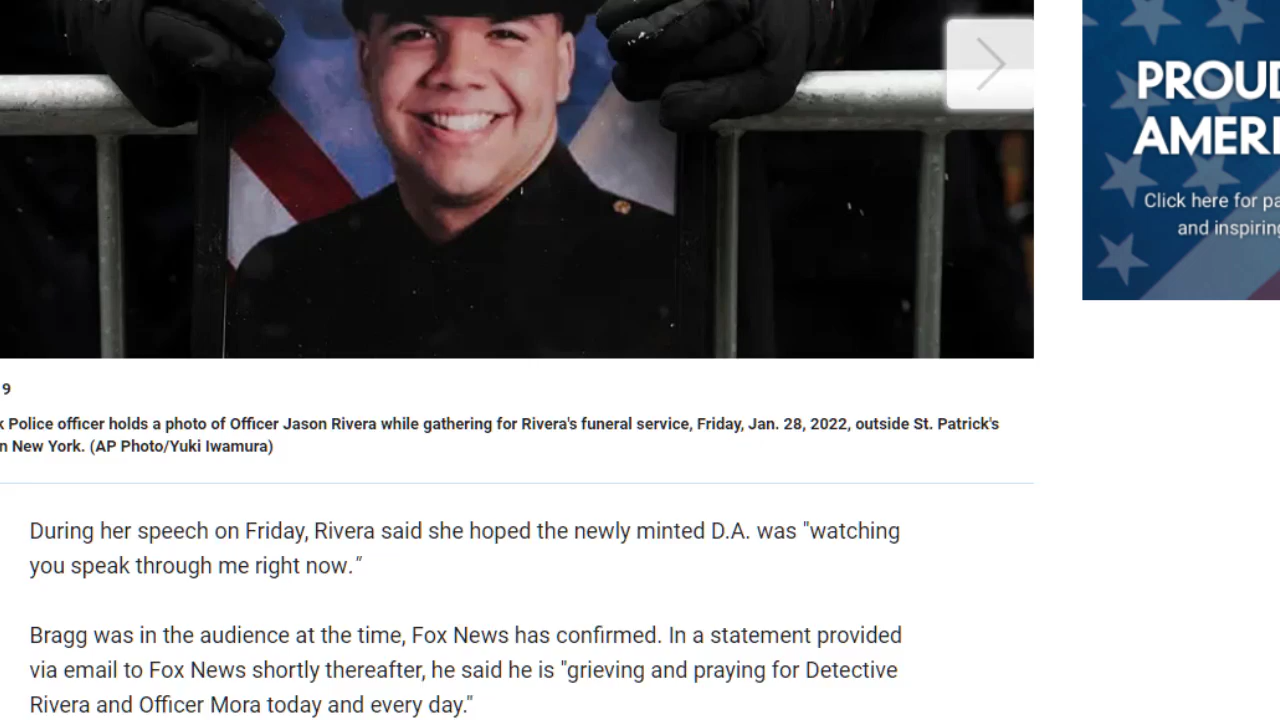 PROUD
AMERI
Click here for pa
and inspiring
9
k Police officer holds a photo of Officer Jason Rivera while gathering for Rivera's funeral service, Friday, Jan. 28, 2022, outside St. Patrick's
n New York. (AP Photo/Yuki Iwamura)
During her speech on Friday, Rivera said she hoped the newly minted D.A. was "watching
you speak through me right now."
Bragg was in the audience at the time, Fox News has confirmed. In a statement provided
via email to Fox News shortly thereafter, he said he is "grieving and praying for Detective
Rivera and Officer Mora today and every day."